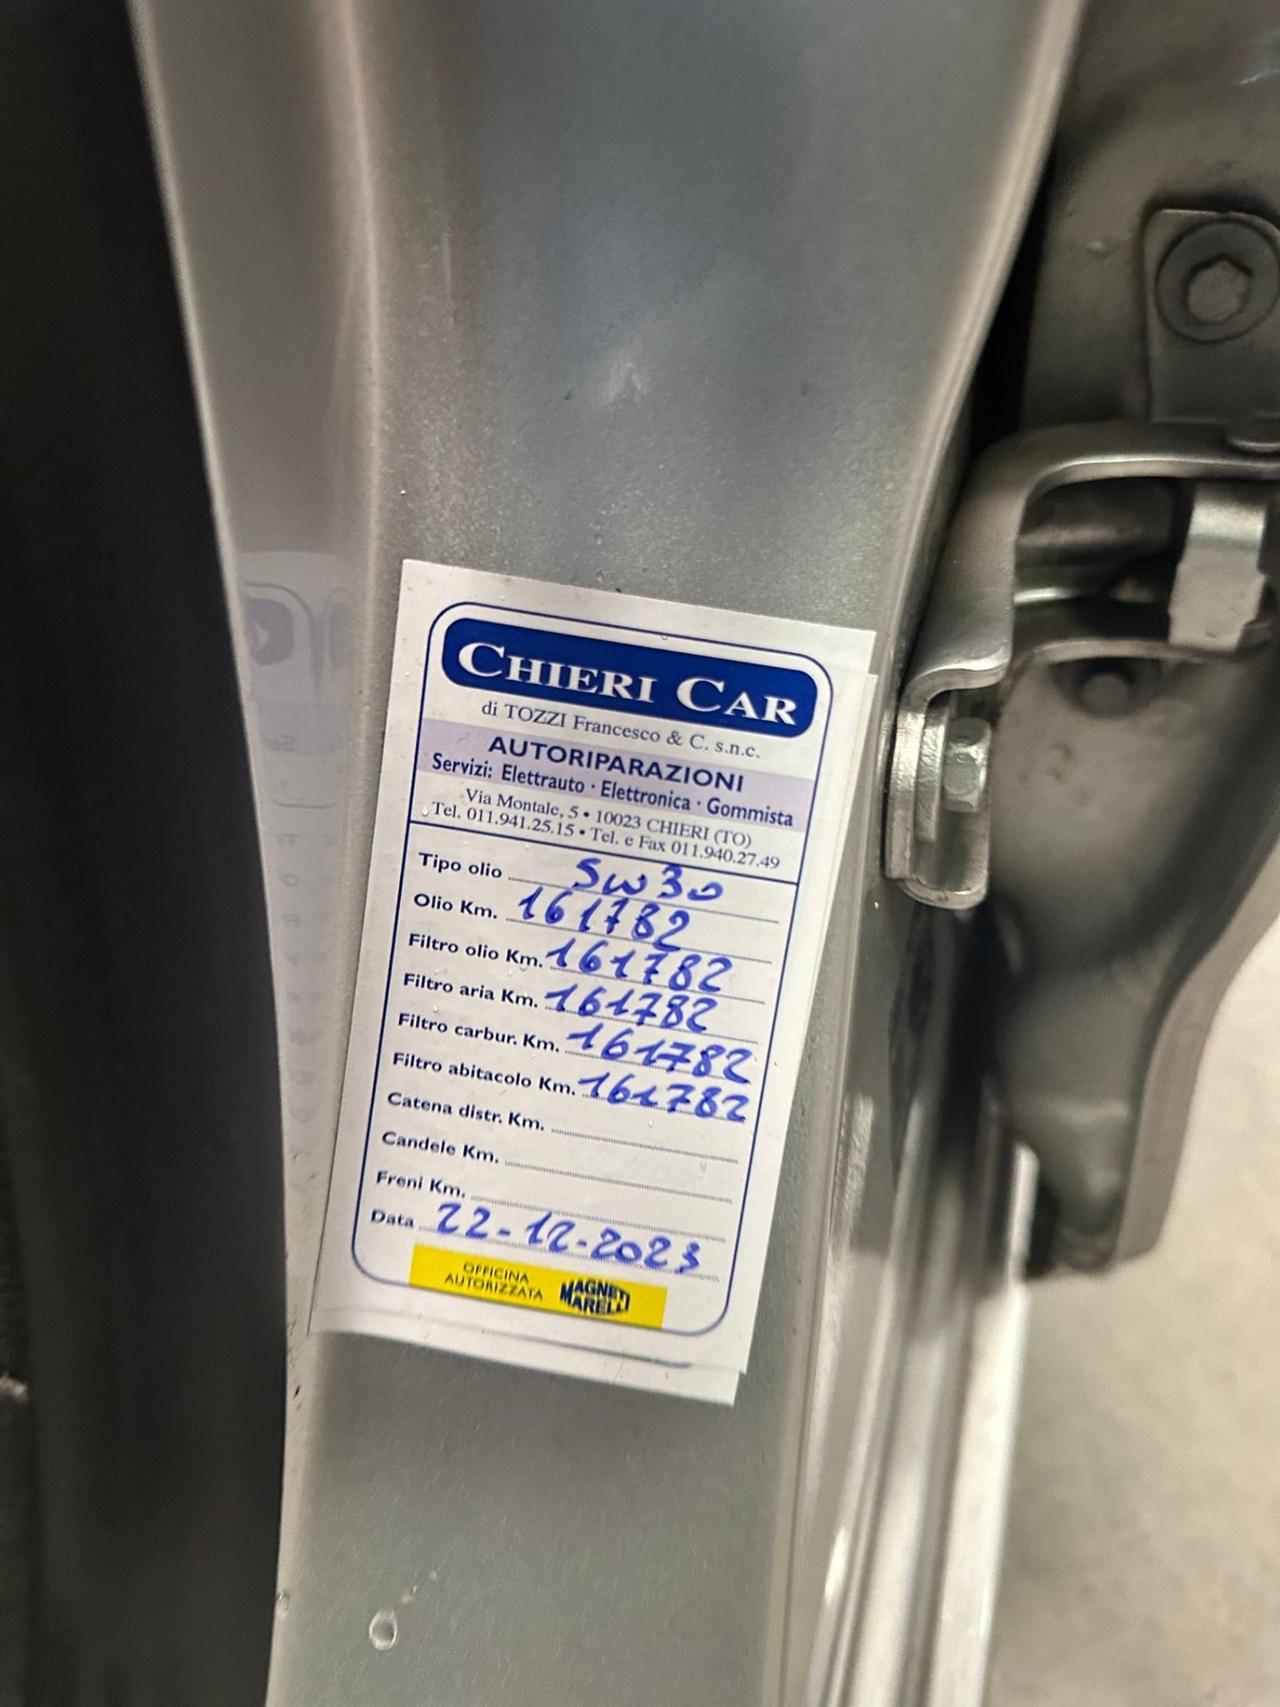 CHIERI CAR
di TOZZI Francesco & C. s.n.c.
AUTORIPARAZIONI
Servizi: Elettrauto · Elettronica · Gommista
Via Montale, 5 • 10023 CHIERI (TO)
Tel. 011.941.25.15 • Tel. e Fax 011.940.27.49
Tipo olio 5W30
Olio Km. 161782
Filtro olio Km. 161782
Filtro aria Km. 161782
Filtro carbur. Km. 161782
Filtro abitacolo Km. 161782
Catena distr. Km.
Candele Km.
Freni Km.
Data 22-12-2023
OFFICINA
AUTORIZZATA
MAGNETI
MARELLI